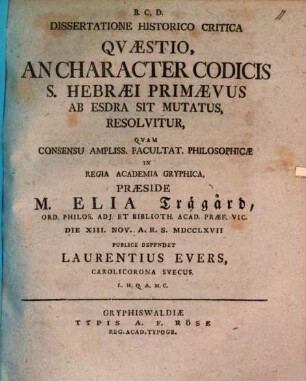 B. C. D.
DISSERTATIONE HISTORICO CRITICA
QVÆSTIO,
AN CHARACTER CODICIS
S. HEBRÆI PRIMÆVUS
AB ESDRA SIT MUTATUS,
RESOLVITUR,
QVAM
CONSENSU AMPLISS. FACULTAT. PHILOSOPHICÆ
IN
REGIA ACADEMIA GRYPHICA,
PRÆSIDE
M. ELIA Trägård,
ORD. PHILOS. ADJ. ET BIBLIOTH. ACAD. PRÆF. VIC.
DIE XIII. NOV. A. R. S. MDCCLXVII
PUBLICE DEFENDET
LAURENTIUS EVERS,
CAROLICORONA SVECUS.
L. H. Q. A. M. C.
GRYPHISWALDIÆ
TYPIS A. F. RÖSE
REG. ACAD. TYPOGR.